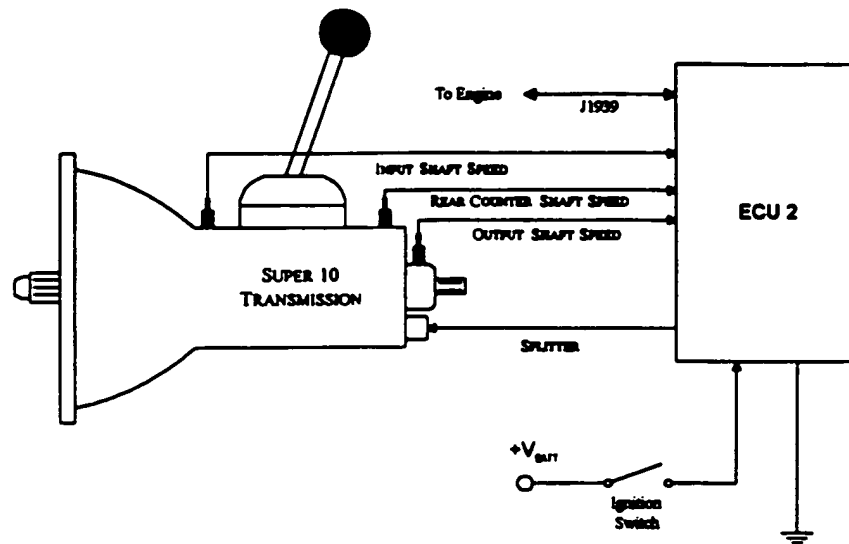 To Engine
J1939
INPUT SHAFT SPEED
REAR COUNTER SHAFT SPEED
ECU 2
OUTPUT SHAFT SPEED
SUPER 10
TRANSMISSION
SPLITTER
+V BATT
Ignition
Switch